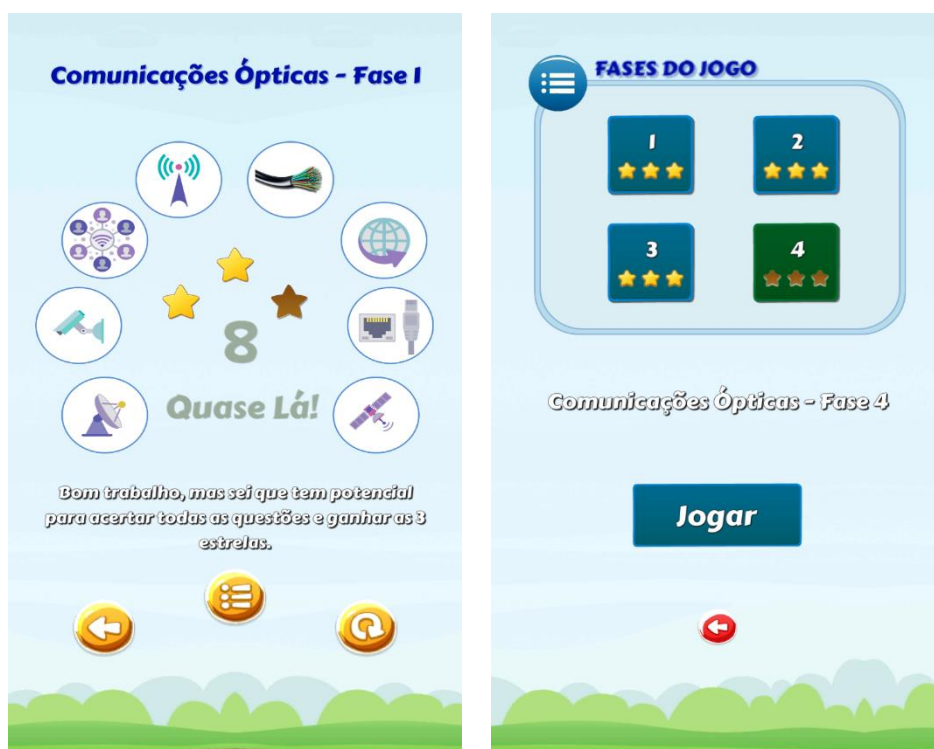 Comunicações Ópticas - Fase 1
8
Quase Lá!
Bom trabalho, mas sei que tem potencial
para acertar todas as questões e ganhar as 3
estrelas.
FASES DO JOGO
1
2
3
4
Comunicações Ópticas - Fase 4
Jogar